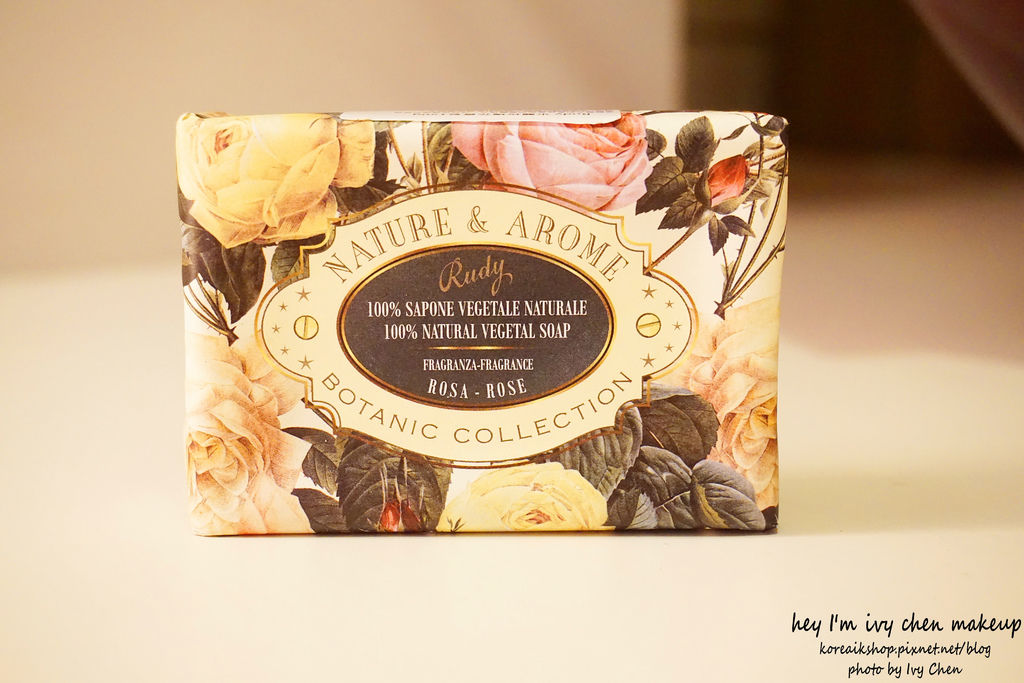 NATURE & AROME
Rudy
100% SAPONE VEGETALE NATURALE
100% NATURAL VEGETAL SOAP
FRAGRANZA-FRAGRANCE
ROSA - ROSE
BOTANIC COLLECTION
hey I'm ivy chen makeup
koreaikshop.pixnet.net/blog
photo by Ivy Chen